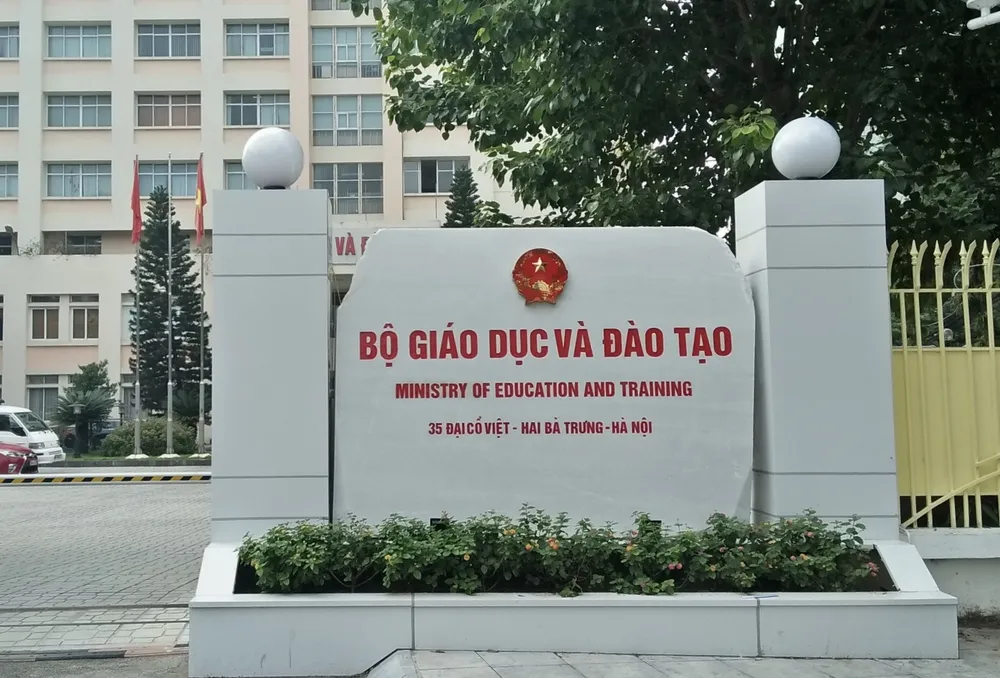 VÀ
BỘ GIÁO DỤC VÀ ĐÀO TẠO
MINISTRY OF EDUCATION AND TRAINING
35 ĐẠI CỒ VIỆT - HAI BÀ TRƯNG - HÀ NỘI